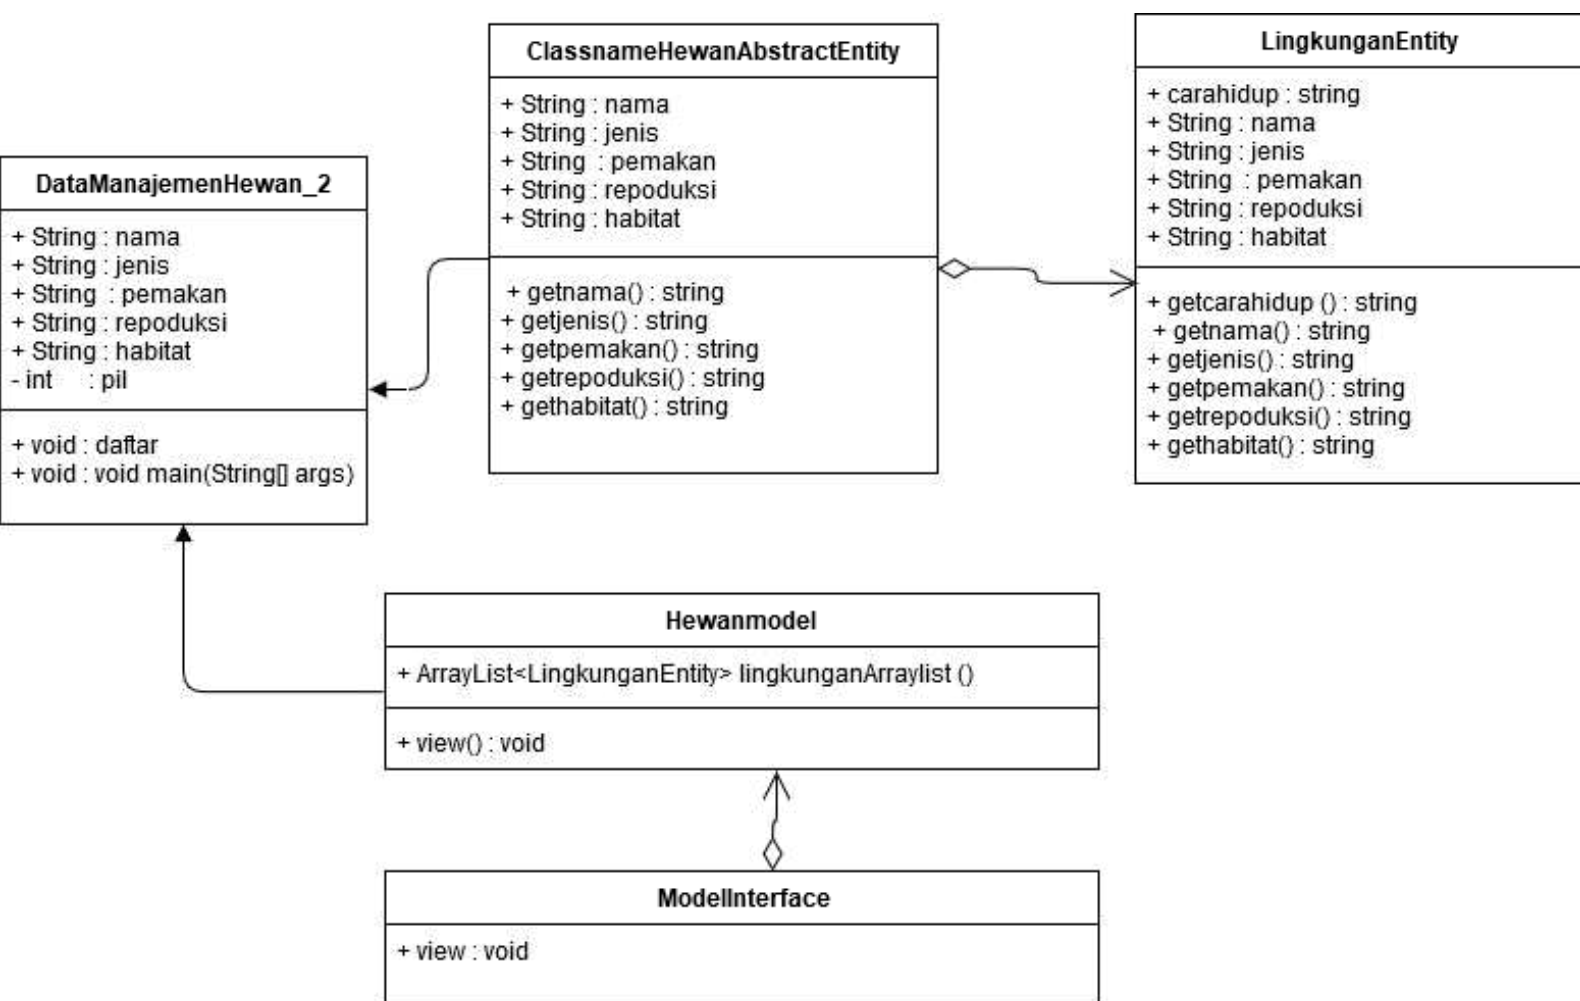 ClassnameHewanAbstractEntity
+ String : nama
+ String : jenis
+ String : pemakan
+ String : repoduksi
+ String : habitat
+ getnama() : string
+ getjenis() : string
+ getpemakan() : string
+ getrepoduksi() : string
+ gethabitat() : string
LingkunganEntity
+ carahidup : string
+ String : nama
+ String : jenis
+ String : pemakan
+ String : repoduksi
+ String : habitat
+ getcarahidup () : string
+ getnama() : string
+ getjenis() : string
+ getpemakan() : string
+ getrepoduksi() : string
+ gethabitat() : string
DataManajemenHewan_2
+ String : nama
+ String : jenis
+ String : pemakan
+ String : repoduksi
+ String : habitat
- int : pil
+ void : daftar
+ void : void main(String[] args)
Hewanmodel
+ ArrayList<LingkunganEntity> lingkunganArraylist ()
+ view() : void
ModelInterface
+ view : void